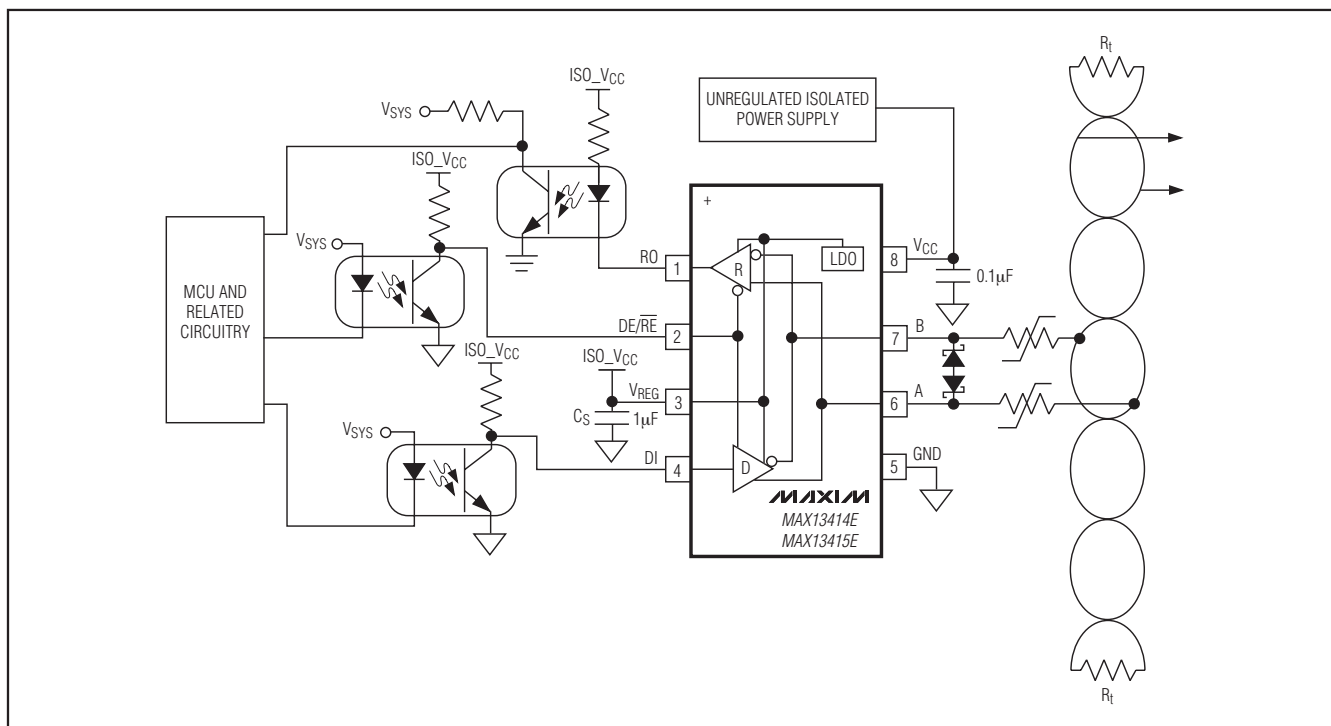 Rt
ISO_VCC
UNREGULATED ISOLATED
POWER SUPPLY
VSYS
ISO_VCC
+
VSYS
RO
1
R
LDO
8
VCC
0.1µF
MCU AND
RELATED
CIRCUITRY
DE/R̅E̅
2
7
B
ISO_VCC
ISO_VCC
VREG
3
CS
1µF
6
A
VSYS
DI
4
D
5
GND
MAXIM
MAX13414E
MAX13415E
Rt